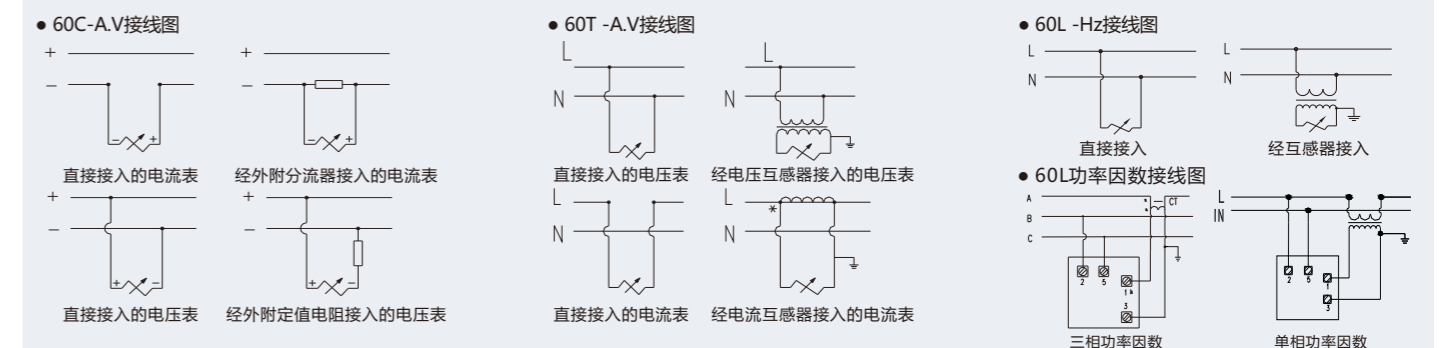 ● 60C-A.V接线图
+
−
- +
直接接入的电流表
+
−
- +
经外附分流器接入的电流表
+
−
+ -
直接接入的电压表
+
−
+ -
经外附定值电阻接入的电压表
● 60T -A.V接线图
L
N
直接接入的电压表
L
N
经电压互感器接入的电压表
L
N
直接接入的电流表
L
*
N
经电流互感器接入的电流表
● 60L -Hz接线图
L
N
直接接入
L
N
经互感器接入
● 60L功率因数接线图
A
B
C
CT
2 5
1
3
三相功率因数
L
IN
2 5
1
3
单相功率因数